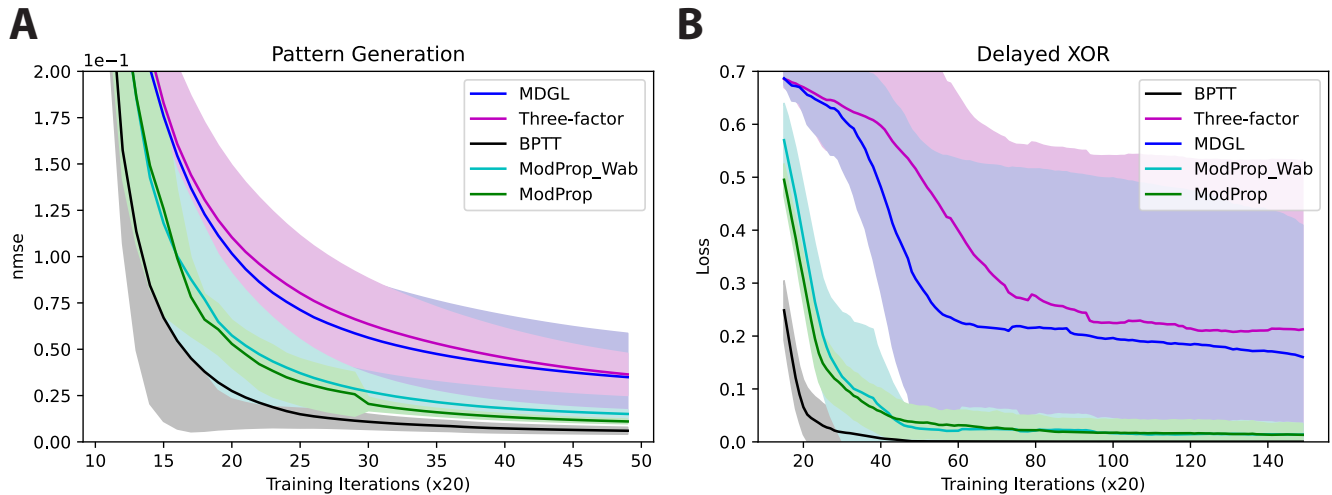 A
Pattern Generation
1e−1
2.00
1.75
1.50
1.25
1.00
0.75
0.50
0.25
0.00
nmse
10 15 20 25 30 35 40 45 50
Training Iterations (x20)
MDGL
Three-factor
BPTT
ModProp_Wab
ModProp
B
Delayed XOR
0.7
0.6
0.5
0.4
0.3
0.2
0.1
0.0
Loss
20 40 60 80 100 120 140
Training Iterations (x20)
BPTT
Three-factor
MDGL
ModProp_Wab
ModProp